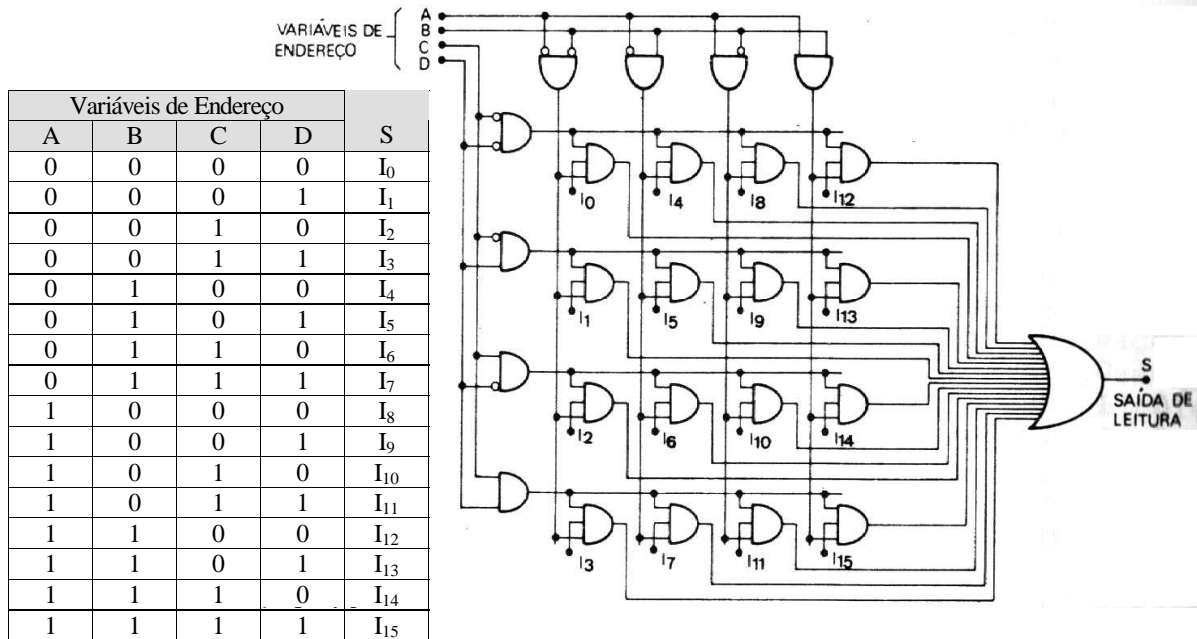 VARIÁVEIS DE
ENDEREÇO
A
B
C
D
Variáveis de Endereço
A B C D S
0 0 0 0 I0
0 0 0 1 I1
0 0 1 0 I2
0 0 1 1 I3
0 1 0 0 I4
0 1 0 1 I5
0 1 1 0 I6
0 1 1 1 I7
1 0 0 0 I8
1 0 0 1 I9
1 0 1 0 I10
1 0 1 1 I11
1 1 0 0 I12
1 1 0 1 I13
1 1 1 0 I14
1 1 1 1 I15
I0 I4 I8 I12
I1 I5 I9 I13
I2 I6 I10 I14
I3 I7 I11 I15
S
SAÍDA DE
LEITURA